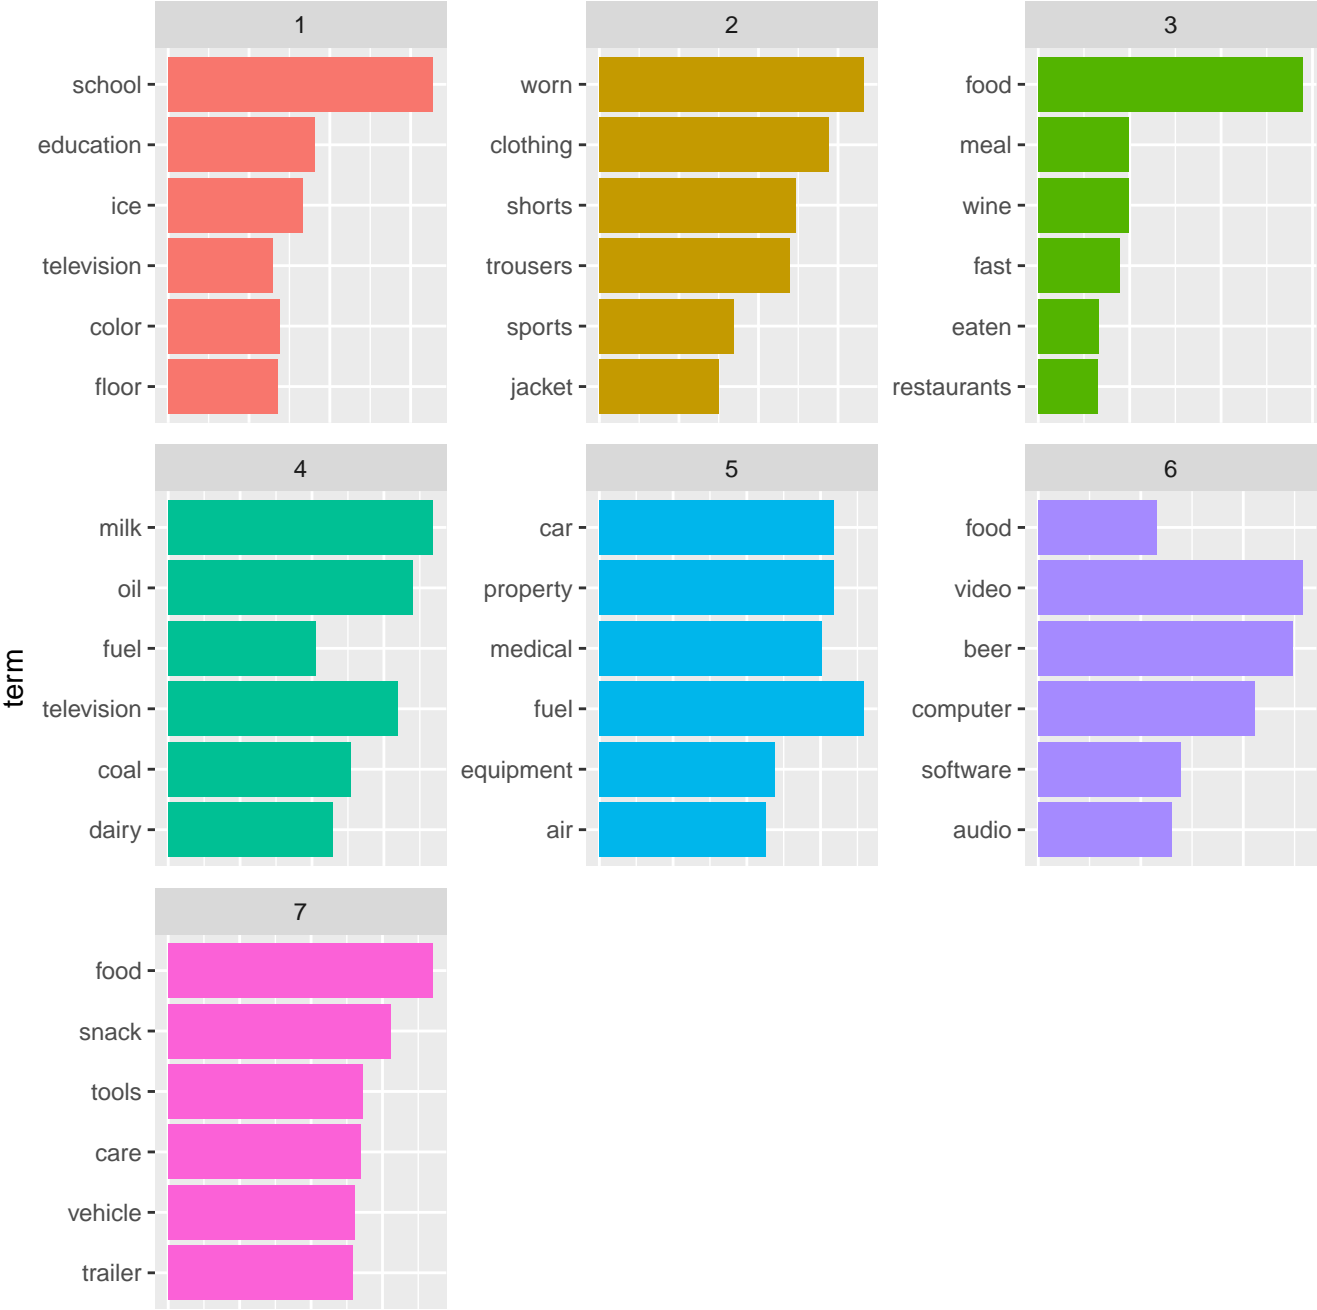 1
school
education
ice
television
color
floor
2
worn
clothing
shorts
trousers
sports
jacket
3
food
meal
wine
fast
eaten
restaurants
term
4
milk
oil
fuel
television
coal
dairy
5
car
property
medical
fuel
equipment
air
6
food
video
beer
computer
software
audio
7
food
snack
tools
care
vehicle
trailer